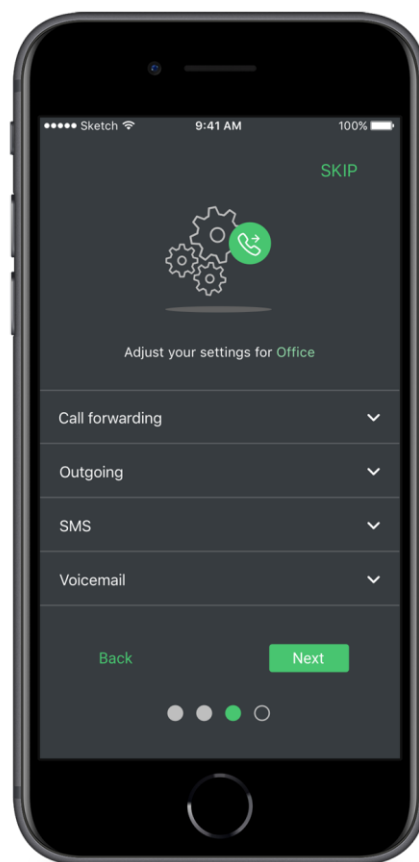 Sketch 9:41 AM 100%
SKIP
Adjust your settings for Office
Call forwarding
Outgoing
SMS
Voicemail
Back Next